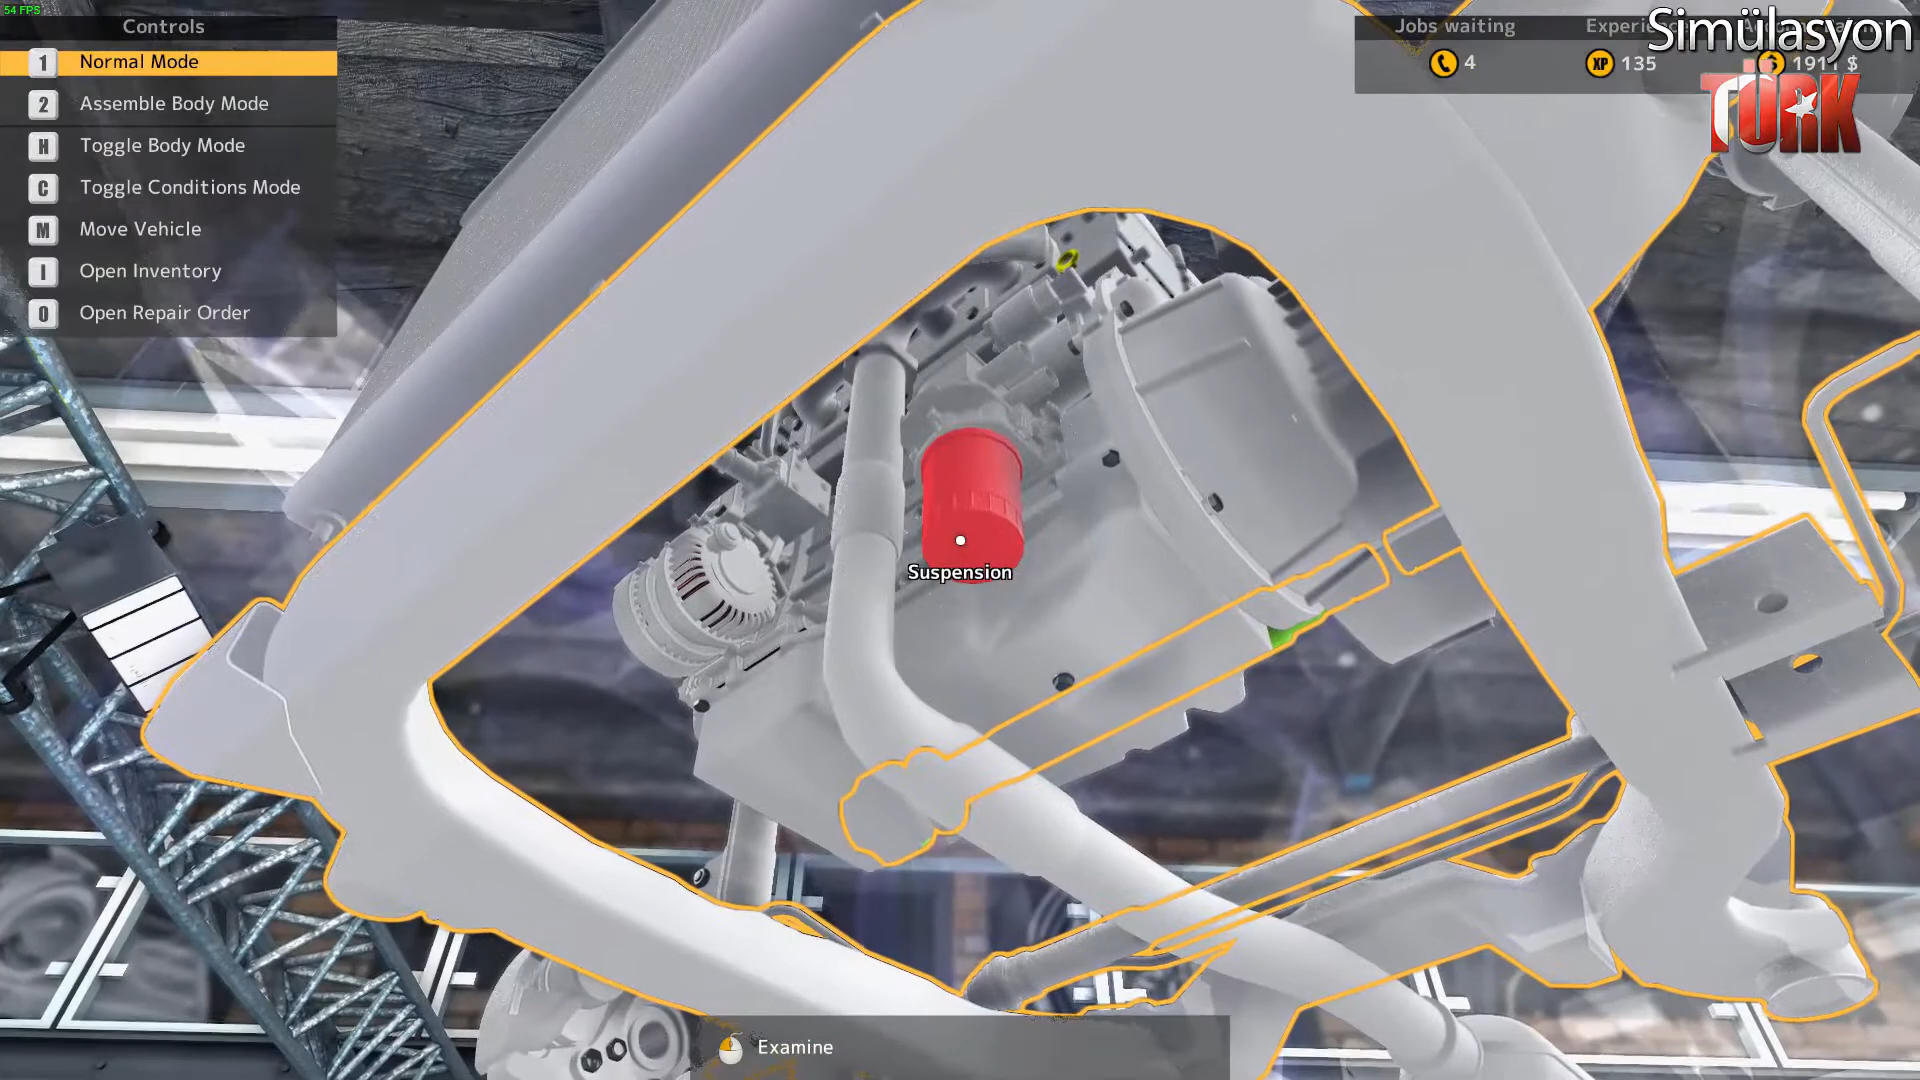 54 FPS
Controls
1 Normal Mode
2 Assemble Body Mode
H Toggle Body Mode
C Toggle Conditions Mode
M Move Vehicle
I Open Inventory
O Open Repair Order
Jobs waiting
4
XP 135
1911 $
Simülasyon
TÜRK
Suspension
Examine